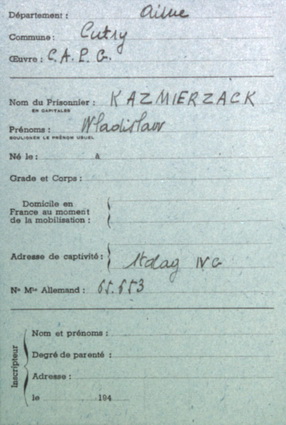 Département : Aisne
Commune : Cutry
Œuvre : C.A.P.G.
Nom du Prisonnier : KAZMIERZACK
EN CAPITALES
Prénoms : Wladislaw
SOULIGNER LE PRÉNOM USUEL
Né le : à
Grade et Corps :
Domicile en
France au moment
de la mobilisation :
Adresse de captivité : Stalag IV G
N° Mle Allemand : 65.653
Inscripteur
Nom et prénoms :
Degré de parenté :
Adresse :
le 194